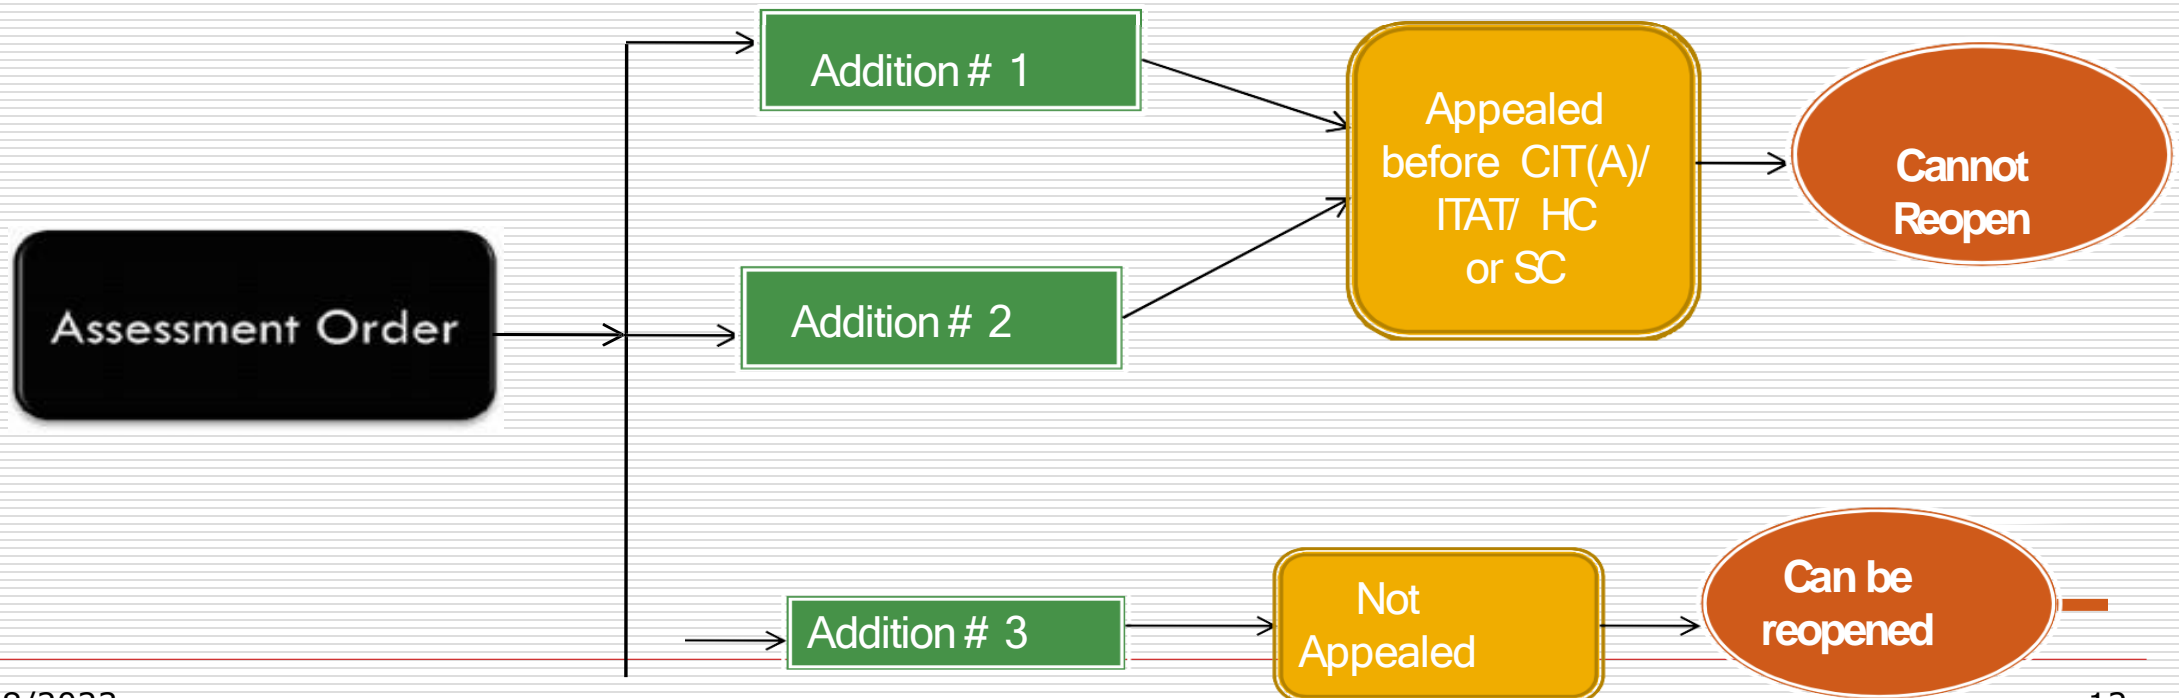 Addition # 1
Appealed
before CIT(A)/
ITAT/ HC
or SC
Cannot
Reopen
Assessment Order
Addition # 2
Addition # 3
Not
Appealed
Can be
reopened